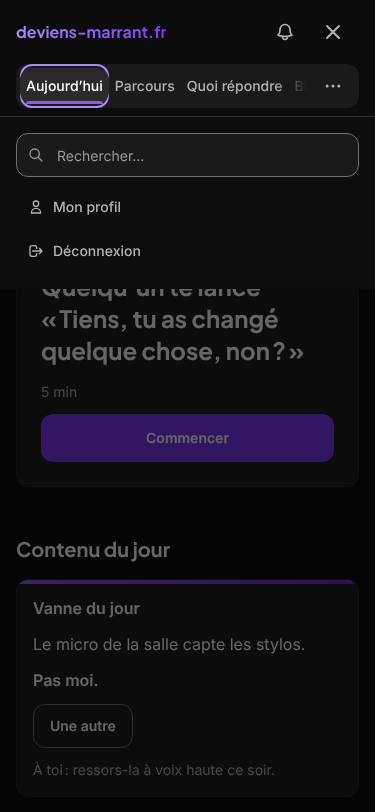 deviens-marrant.fr
Aujourd’hui Parcours Quoi répondre
Rechercher…
Mon profil
Déconnexion
Quelqu’un te lance
« Tiens, tu as changé
quelque chose, non ? »
5 min
Commencer
Contenu du jour
Vanne du jour
Le micro de la salle capte les stylos.
Pas moi.
Une autre
À toi : ressors-la à voix haute ce soir.